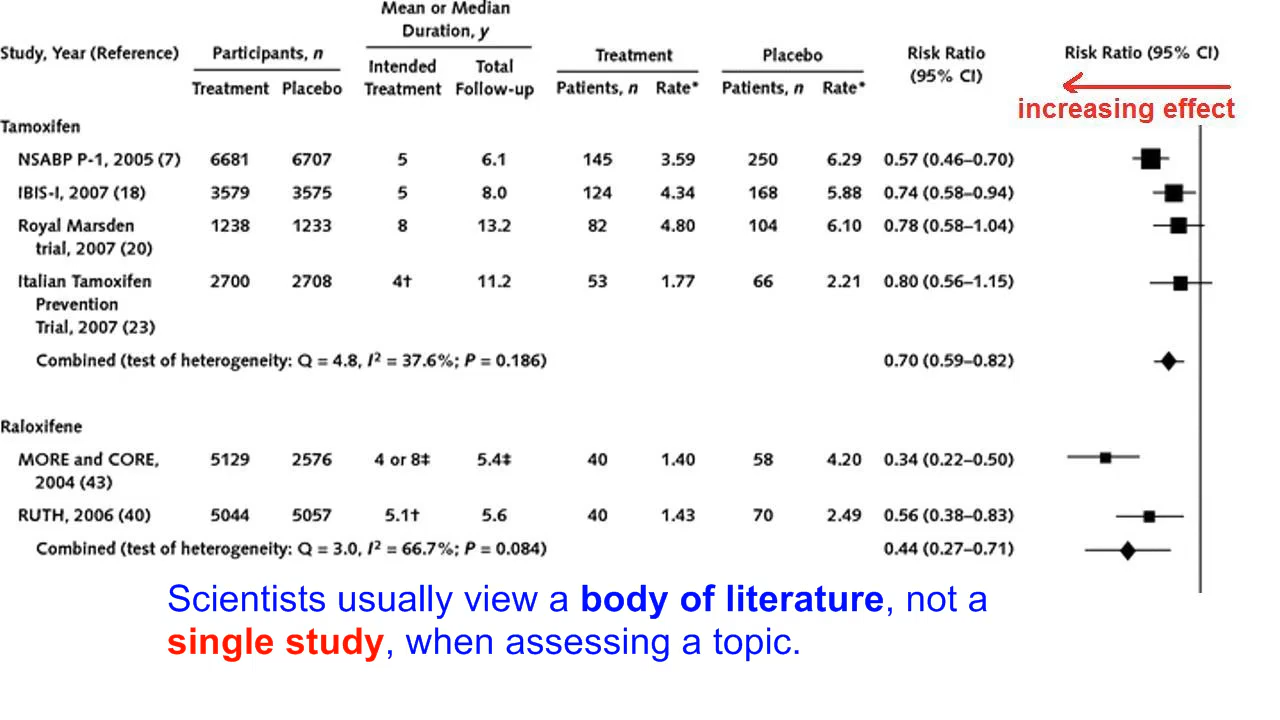 Mean or Median
Duration, y
Study, Year (Reference) Participants, n Treatment Placebo Risk Ratio (95% CI) Risk Ratio (95% CI)
Intended Treatment Total Follow-up
Treatment Placebo Patients, n Rate* Patients, n Rate*
increasing effect
Tamoxifen
NSABP P-1, 2005 (7) 6681 6707 5 6.1 145 3.59 250 6.29 0.57 (0.46–0.70)
IBIS-I, 2007 (18) 3579 3575 5 8.0 124 4.34 168 5.88 0.74 (0.58–0.94)
Royal Marsden 1238 1233 8 13.2 82 4.80 104 6.10 0.78 (0.58–1.04)
trial, 2007 (20)
Italian Tamoxifen 2700 2708 4† 11.2 53 1.77 66 2.21 0.80 (0.56–1.15)
Prevention
Trial, 2007 (23)
Combined (test of heterogeneity: Q = 4.8, I² = 37.6%; P = 0.186) 0.70 (0.59–0.82)
Raloxifene
MORE and CORE, 5129 2576 4 or 8‡ 5.4‡ 40 1.40 58 4.20 0.34 (0.22–0.50)
2004 (43)
RUTH, 2006 (40) 5044 5057 5.1† 5.6 40 1.43 70 2.49 0.56 (0.38–0.83)
Combined (test of heterogeneity: Q = 3.0, I² = 66.7%; P = 0.084) 0.44 (0.27–0.71)
Scientists usually view a body of literature, not a
single study, when assessing a topic.